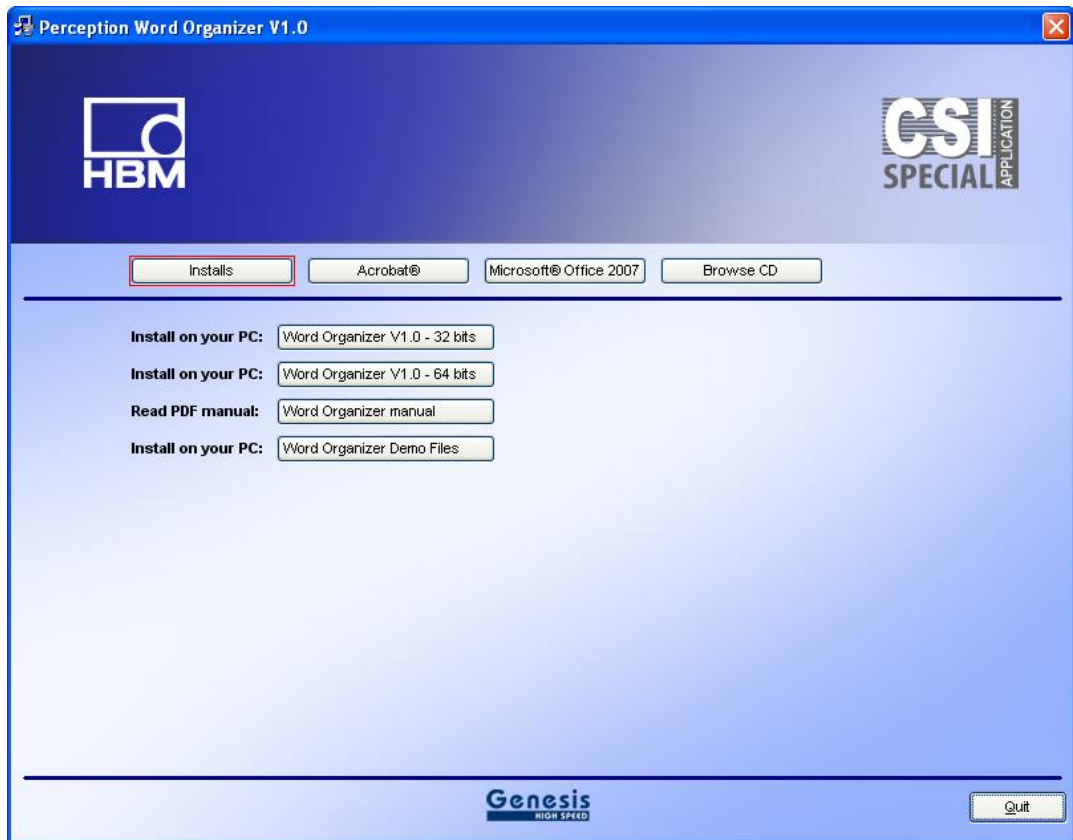 Perception Word Organizer V1.0
HBM
CSI
SPECIAL
APPLICATION
Installs
Acrobat®
Microsoft® Office 2007
Browse CD
Install on your PC: Word Organizer V1.0 - 32 bits
Install on your PC: Word Organizer V1.0 - 64 bits
Read PDF manual: Word Organizer manual
Install on your PC: Word Organizer Demo Files
Genesis
HIGH SPEED
Quit